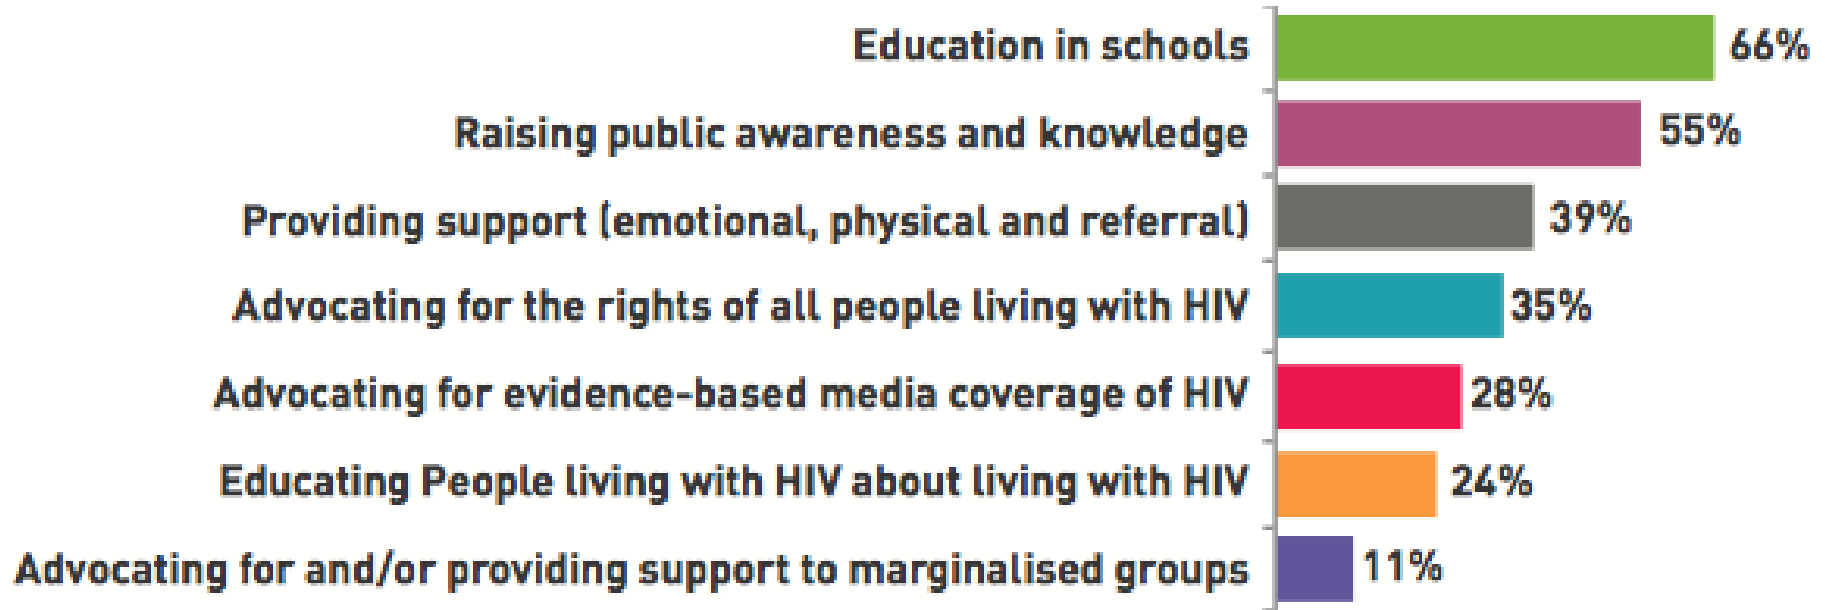 Education in schools 66%
Raising public awareness and knowledge 55%
Providing support (emotional, physical and referral) 39%
Advocating for the rights of all people living with HIV 35%
Advocating for evidence-based media coverage of HIV 28%
Educating People living with HIV about living with HIV 24%
Advocating for and/or providing support to marginalised groups 11%